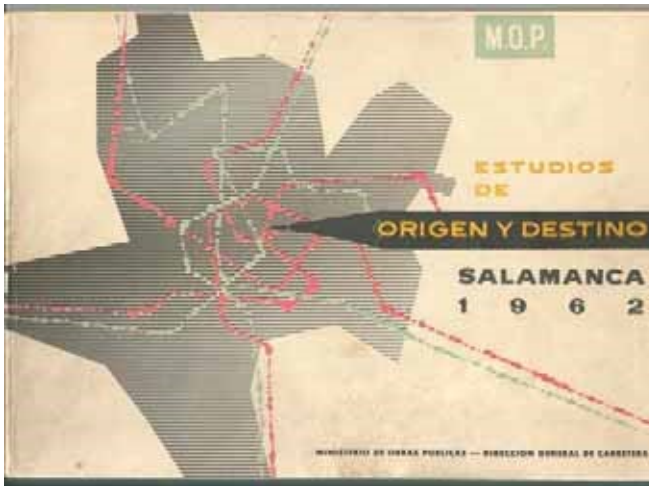 M.O.P.
ESTUDIOS
DE
ORIGEN Y DESTINO
SALAMANCA
1 9 6 2
MINISTERIO DE OBRAS PUBLICAS — DIRECCION GENERAL DE CARRETERAS